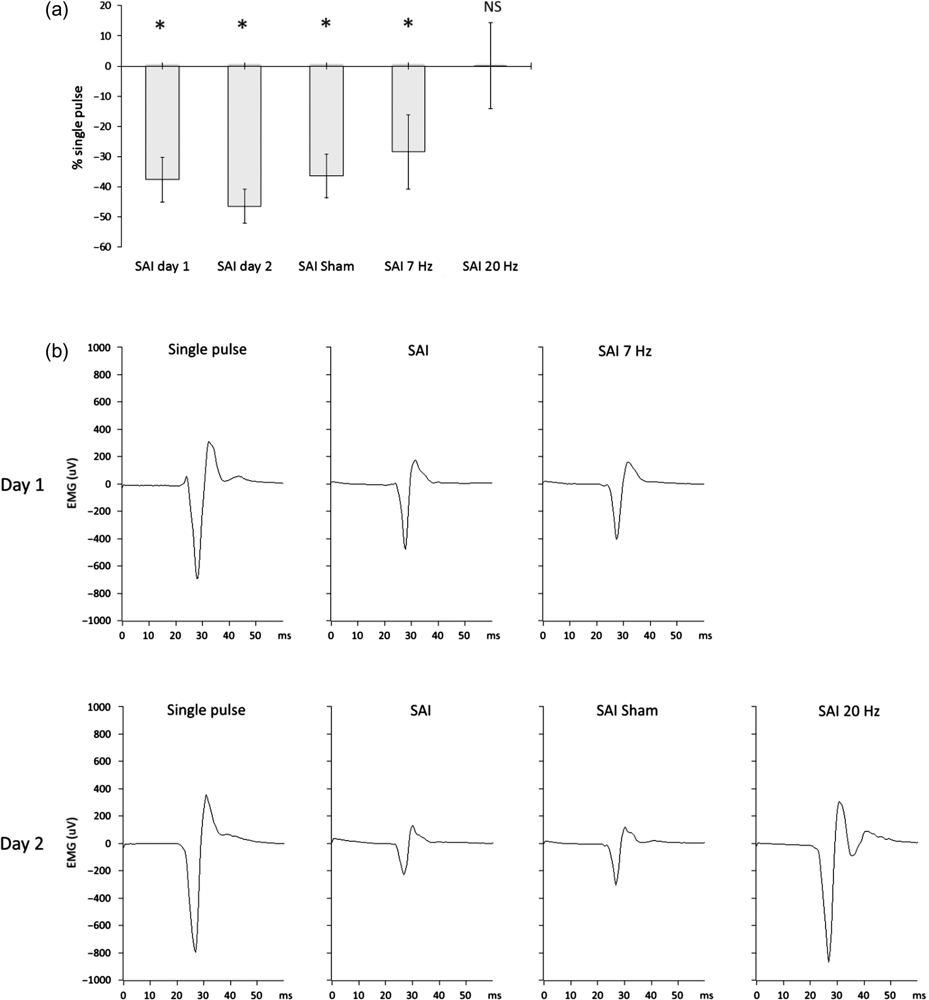 (a)
20
10
0
−10
−20
−30
−40
−50
−60
% single pulse
* * * * NS
SAI day 1 SAI day 2 SAI Sham SAI 7 Hz SAI 20 Hz
(b)
Day 1
EMG (uV)
1000
800
600
400
200
0
−200
−400
−600
−800
−1000
Single pulse SAI SAI 7 Hz
0 10 20 30 40 50 ms 0 10 20 30 40 50 ms 0 10 20 30 40 50 ms
Day 2
EMG (uV)
1000
800
600
400
200
0
−200
−400
−600
−800
−1000
Single pulse SAI SAI Sham SAI 20 Hz
0 10 20 30 40 50 ms 0 10 20 30 40 50 ms 0 10 20 30 40 50 ms 0 10 20 30 40 50 ms